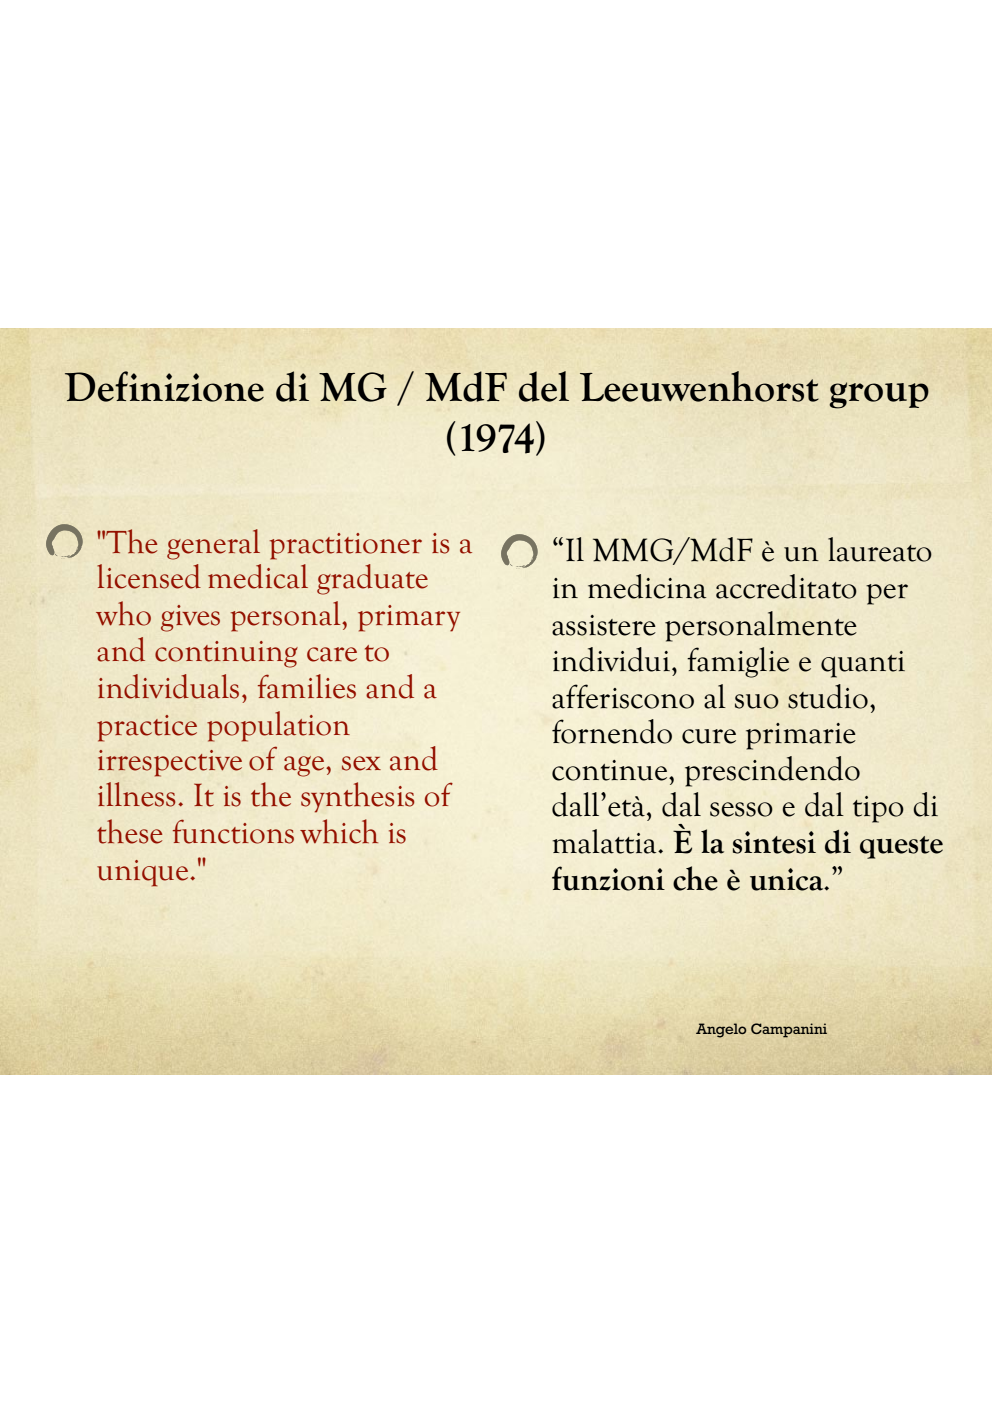 Definizione di MG / MdF del Leeuwenhorst group
(1974)
"The general practitioner is a
licensed medical graduate
who gives personal, primary
and continuing care to
individuals, families and a
practice population
irrespective of age, sex and
illness. It is the synthesis of
these functions which is
unique."
“Il MMG/MdF è un laureato
in medicina accreditato per
assistere personalmente
individui, famiglie e quanti
afferiscono al suo studio,
fornendo cure primarie
continue, prescindendo
dall’età, dal sesso e dal tipo di
malattia. È la sintesi di queste
funzioni che è unica.”
Angelo Campanini